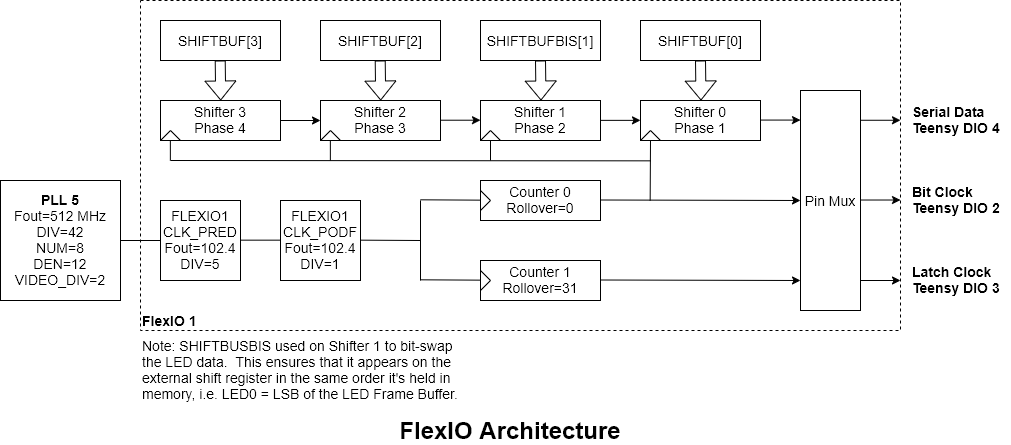 SHIFTBUF[3]
SHIFTBUF[2]
SHIFTBUFBIS[1]
SHIFTBUF[0]
Shifter 3
Phase 4
Shifter 2
Phase 3
Shifter 1
Phase 2
Shifter 0
Phase 1
Serial Data
Teensy DIO 4
PLL 5
Fout=512 MHz
DIV=42
NUM=8
DEN=12
VIDEO_DIV=2
FLEXIO1
CLK_PRED
Fout=102.4
DIV=5
FLEXIO1
CLK_PODF
Fout=102.4
DIV=1
Counter 0
Rollover=0
Pin Mux
Bit Clock
Teensy DIO 2
Counter 1
Rollover=31
Latch Clock
Teensy DIO 3
FlexIO 1
Note: SHIFTBUSBIS used on Shifter 1 to bit-swap
the LED data.  This ensures that it appears on the
external shift register in the same order it's held in
memory, i.e. LED0 = LSB of the LED Frame Buffer.
FlexIO Architecture